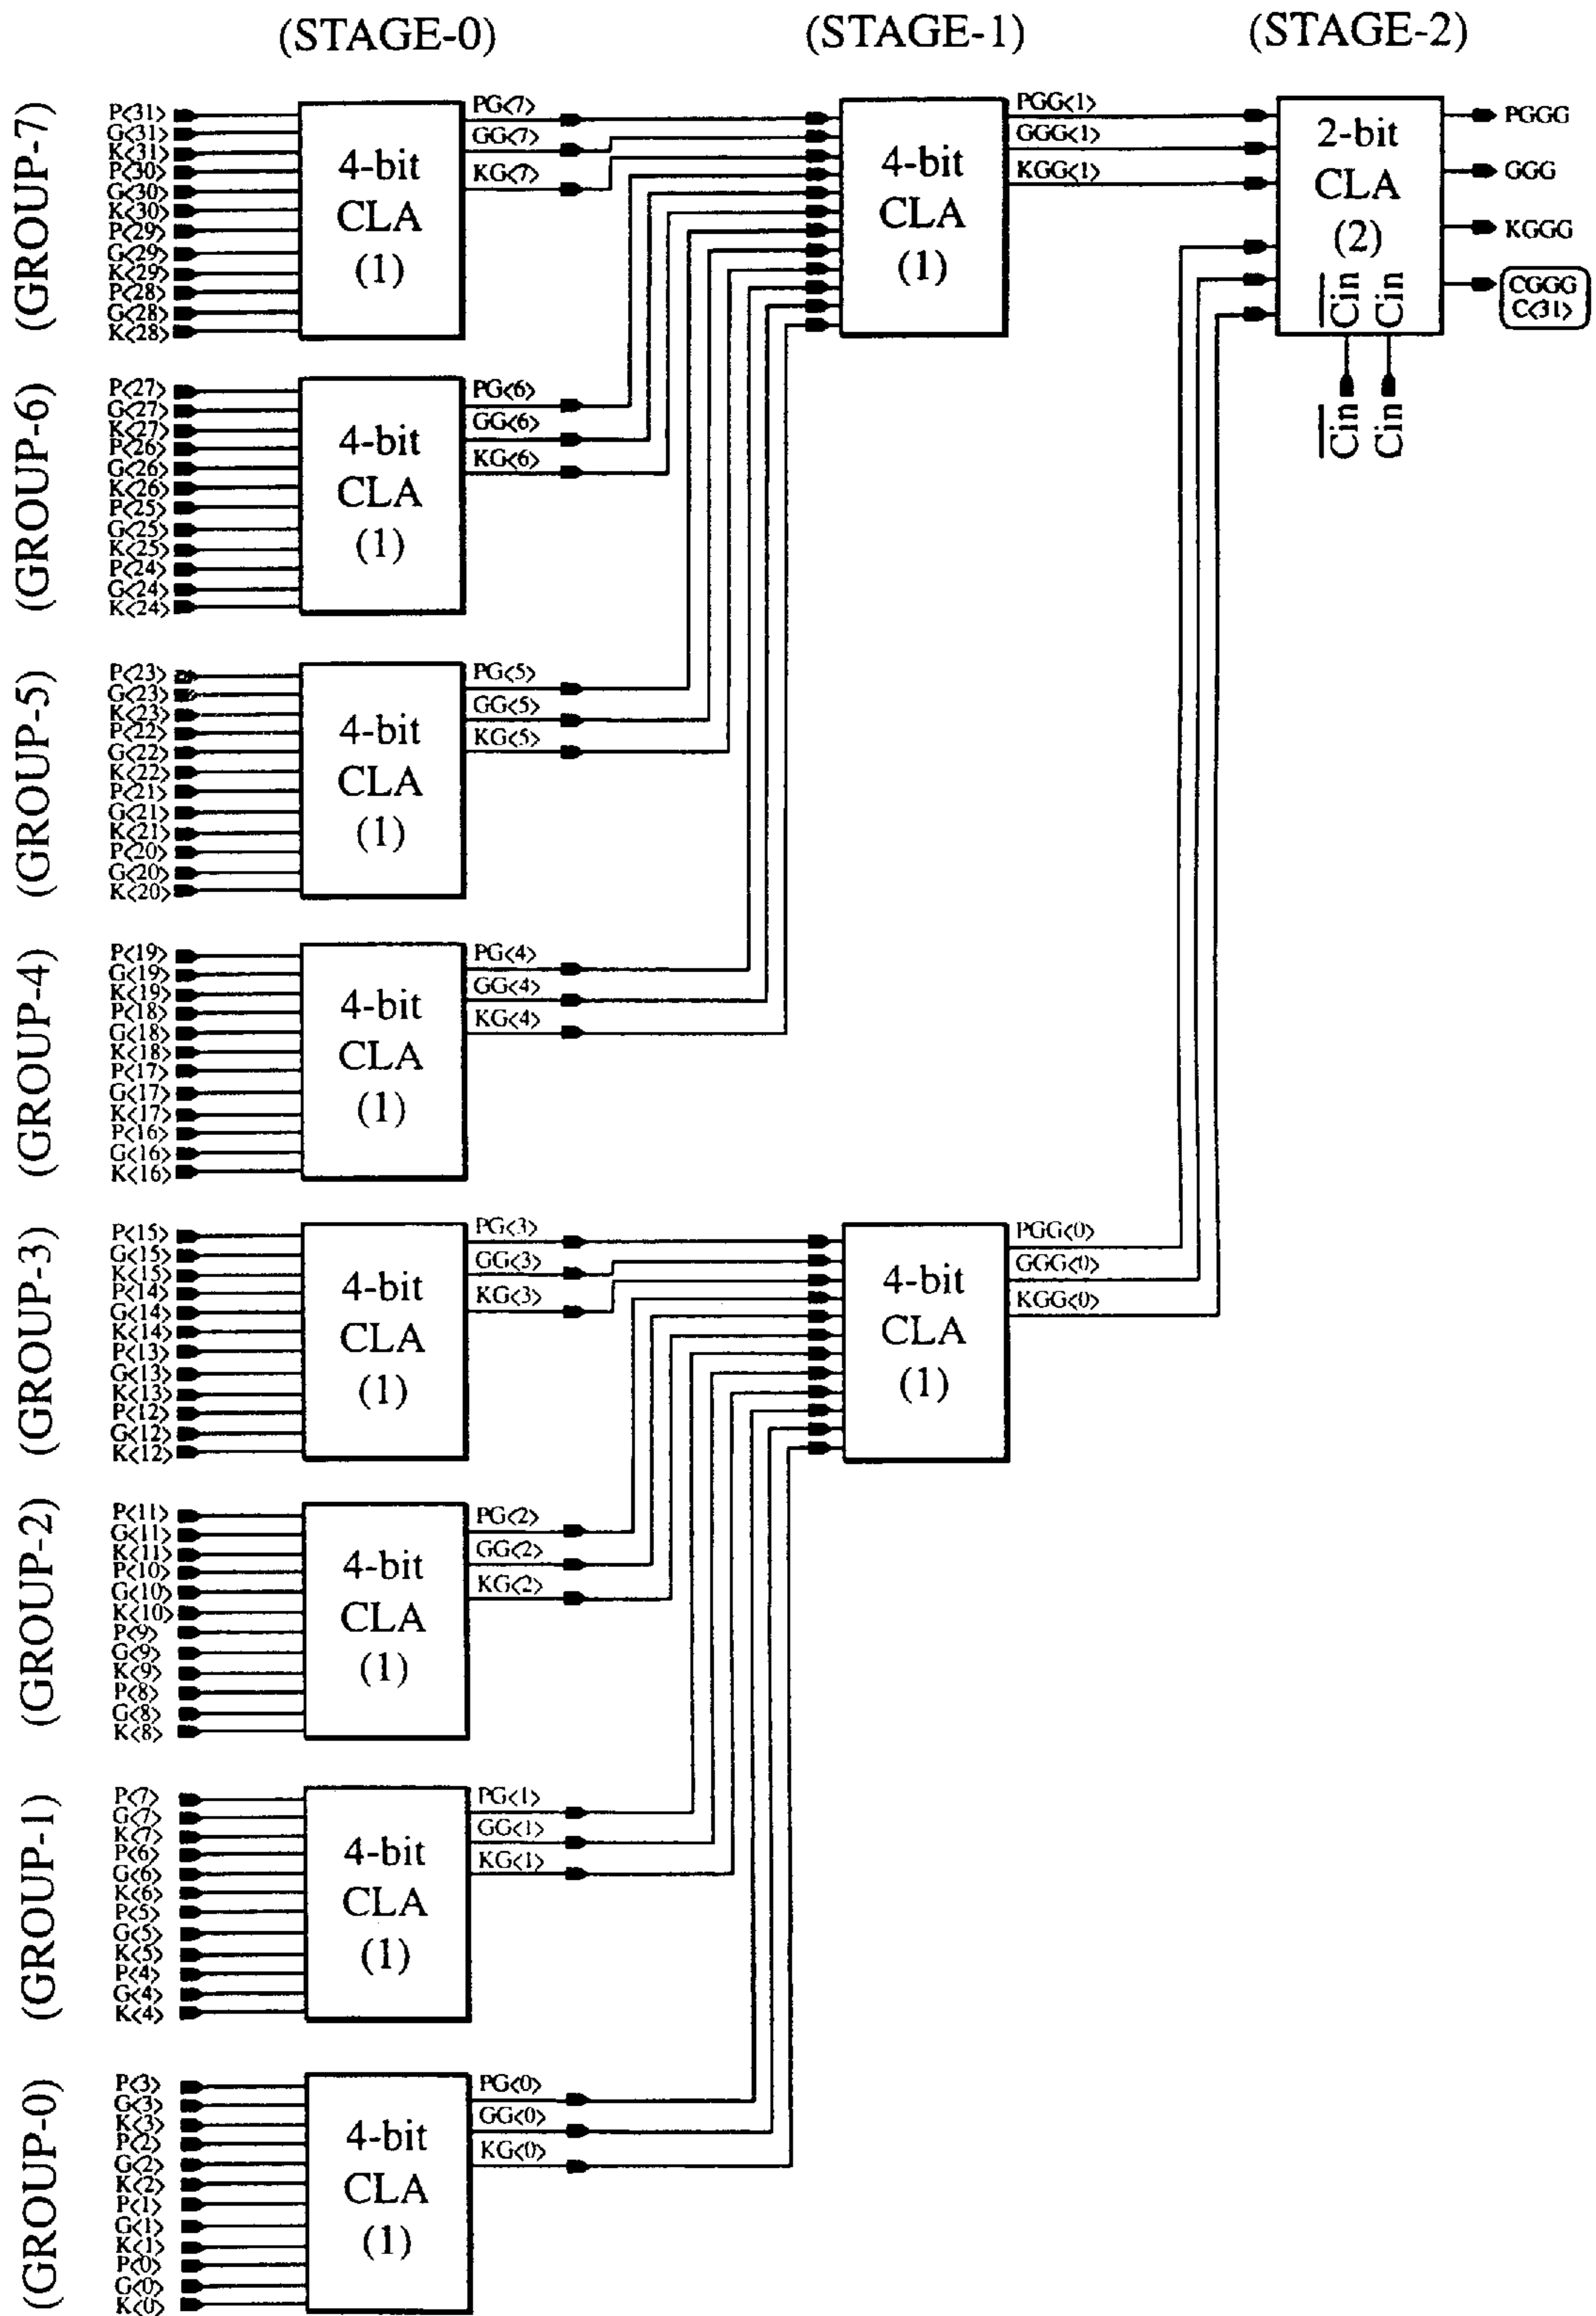 (STAGE-0) (STAGE-1) (STAGE-2)
(GROUP-7)
P<31>
G<31>
K<31>
P<30>
G<30>
K<30>
P<29>
G<29>
K<29>
P<28>
G<28>
K<28>
4-bit
CLA
(1)
PG<7>
GG<7>
KG<7>
4-bit
CLA
(1)
PGG<1>
GGG<1>
KGG<1>
2-bit
CLA
(2)
C̅i̅n̅ Cin
C̅i̅n̅ Cin
PGGG
GGG
KGGG
CGGG
C<31>
(GROUP-6)
P<27>
G<27>
K<27>
P<26>
G<26>
K<26>
P<25>
G<25>
K<25>
P<24>
G<24>
K<24>
4-bit
CLA
(1)
PG<6>
GG<6>
KG<6>
(GROUP-5)
P<23>
G<23>
K<23>
P<22>
G<22>
K<22>
P<21>
G<21>
K<21>
P<20>
G<20>
K<20>
4-bit
CLA
(1)
PG<5>
GG<5>
KG<5>
(GROUP-4)
P<19>
G<19>
K<19>
P<18>
G<18>
K<18>
P<17>
G<17>
K<17>
P<16>
G<16>
K<16>
4-bit
CLA
(1)
PG<4>
GG<4>
KG<4>
(GROUP-3)
P<15>
G<15>
K<15>
P<14>
G<14>
K<14>
P<13>
G<13>
K<13>
P<12>
G<12>
K<12>
4-bit
CLA
(1)
PG<3>
GG<3>
KG<3>
4-bit
CLA
(1)
PGG<0>
GGG<0>
KGG<0>
(GROUP-2)
P<11>
G<11>
K<11>
P<10>
G<10>
K<10>
P<9>
G<9>
K<9>
P<8>
G<8>
K<8>
4-bit
CLA
(1)
PG<2>
GG<2>
KG<2>
(GROUP-1)
P<7>
G<7>
K<7>
P<6>
G<6>
K<6>
P<5>
G<5>
K<5>
P<4>
G<4>
K<4>
4-bit
CLA
(1)
PG<1>
GG<1>
KG<1>
(GROUP-0)
P<3>
G<3>
K<3>
P<2>
G<2>
K<2>
P<1>
G<1>
K<1>
P<0>
G<0>
K<0>
4-bit
CLA
(1)
PG<0>
GG<0>
KG<0>